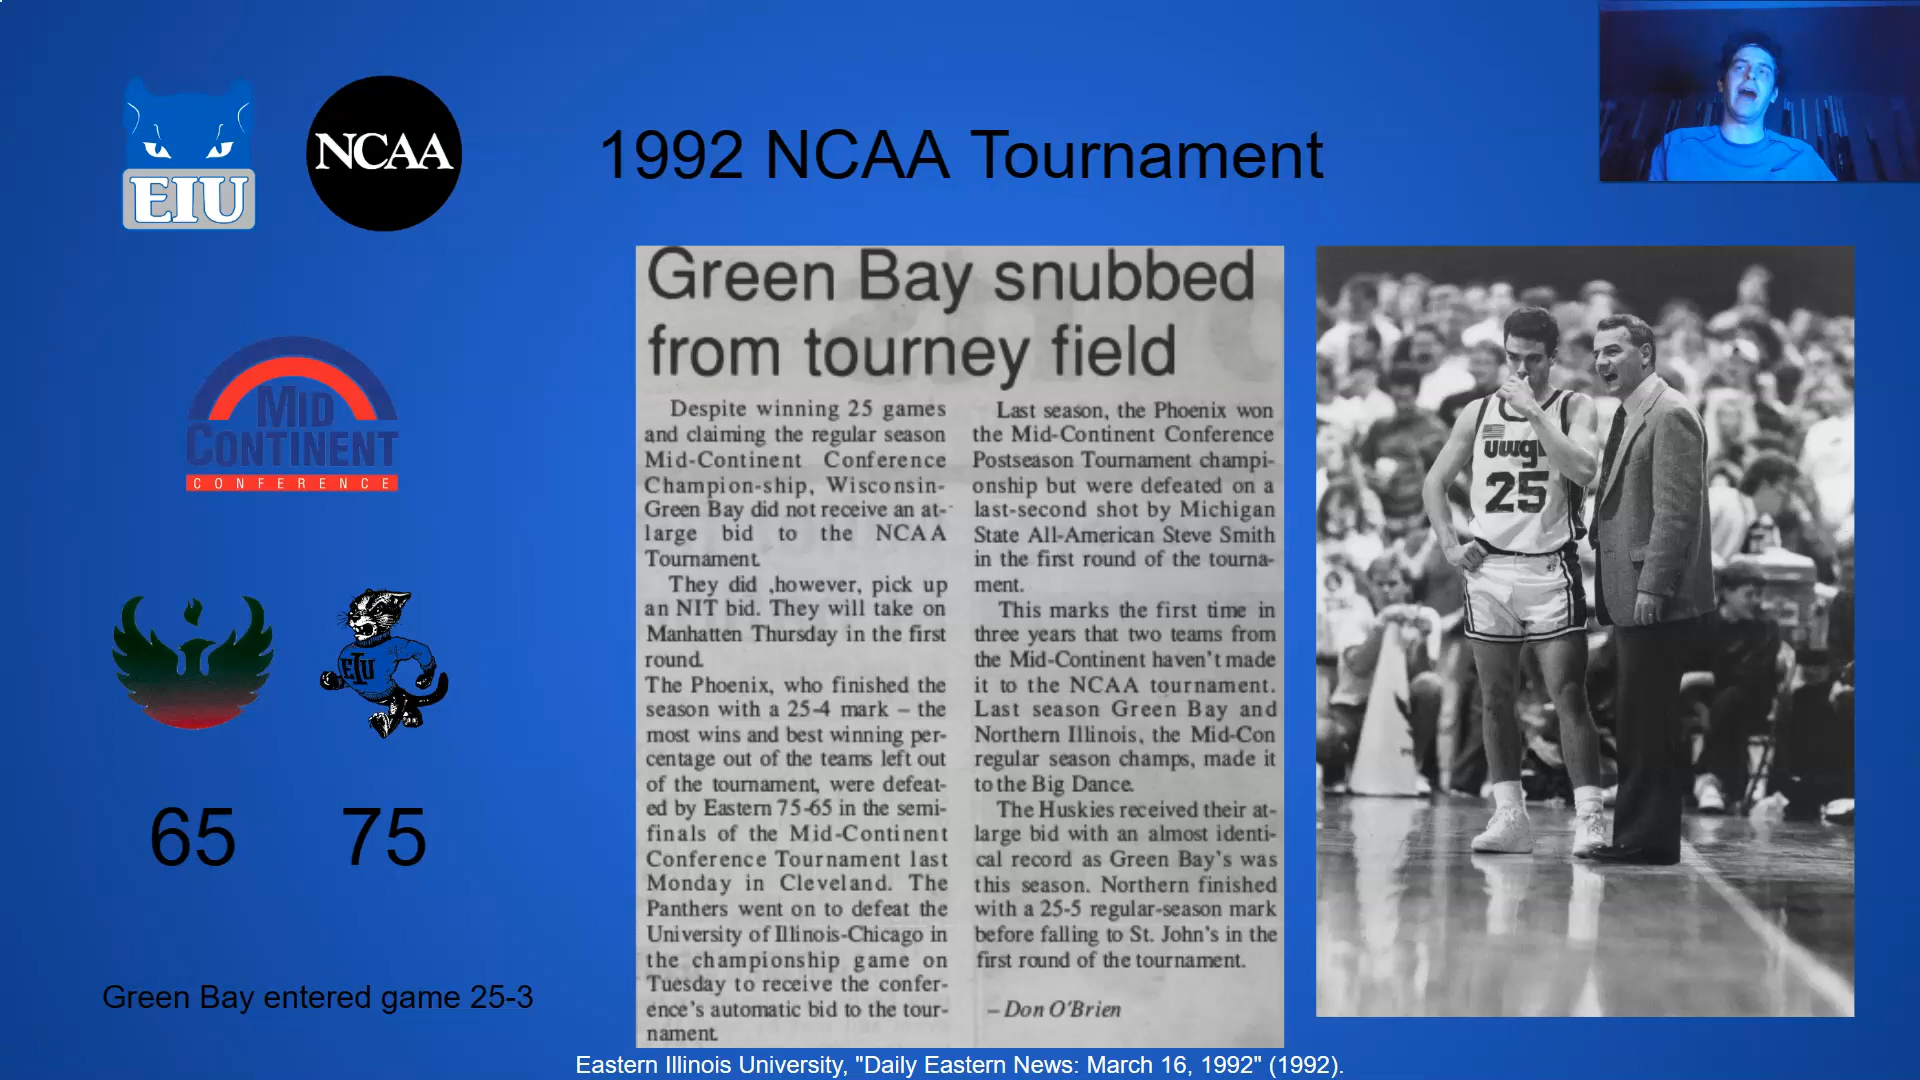 EIU
NCAA
1992 NCAA Tournament
MID
CONTINENT
CONFERENCE
EIU
65 75
Green Bay entered game 25-3
Green Bay snubbed
from tourney field
Despite winning 25 games
and claiming the regular season
Mid-Continent Conference
Champion-ship, Wisconsin-
Green Bay did not receive an at-
large bid to the NCAA
Tournament.
They did ,however, pick up
an NIT bid. They will take on
Manhatten Thursday in the first
round.
The Phoenix, who finished the
season with a 25-4 mark – the
most wins and best winning per-
centage out of the teams left out
of the tournament, were defeat-
ed by Eastern 75-65 in the semi-
finals of the Mid-Continent
Conference Tournament last
Monday in Cleveland. The
Panthers went on to defeat the
University of Illinois-Chicago in
the championship game on
Tuesday to receive the confer-
ence's automatic bid to the tour-
nament.
Last season, the Phoenix won
the Mid-Continent Conference
Postseason Tournament champi-
onship but were defeated on a
last-second shot by Michigan
State All-American Steve Smith
in the first round of the tourna-
ment.
This marks the first time in
three years that two teams from
the Mid-Continent haven't made
it to the NCAA tournament.
Last season Green Bay and
Northern Illinois, the Mid-Con
regular season champs, made it
to the Big Dance.
The Huskies received their at-
large bid with an almost identi-
cal record as Green Bay's was
this season. Northern finished
with a 25-5 regular-season mark
before falling to St. John's in the
first round of the tournament.
– Don O'Brien
uwgb
25
Eastern Illinois University, "Daily Eastern News: March 16, 1992" (1992).